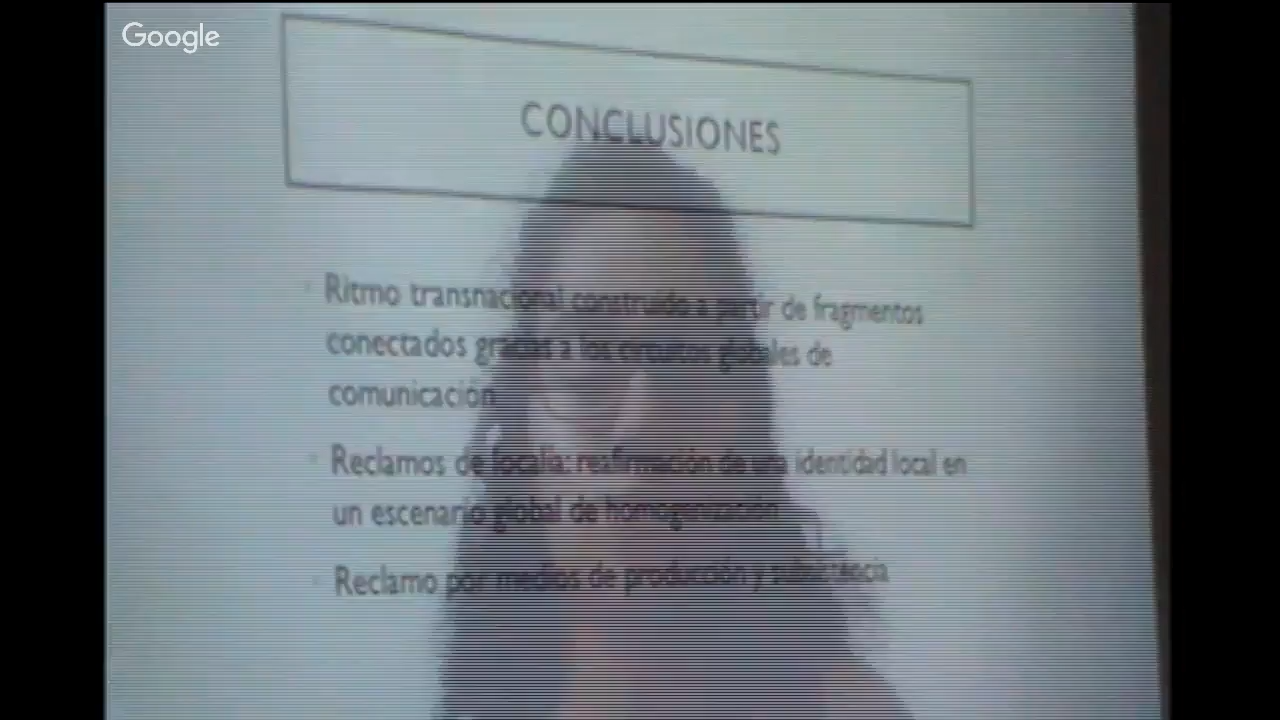 Google
CONCLUSIONES
Ritmo transnacional construido a partir de fragmentos
conectados gracias a los circuitos globales de
comunicación
Reclamos de localía: reafirmación de una identidad local en
un escenario global de homogenización
Reclamo por medios de producción y subsistencia